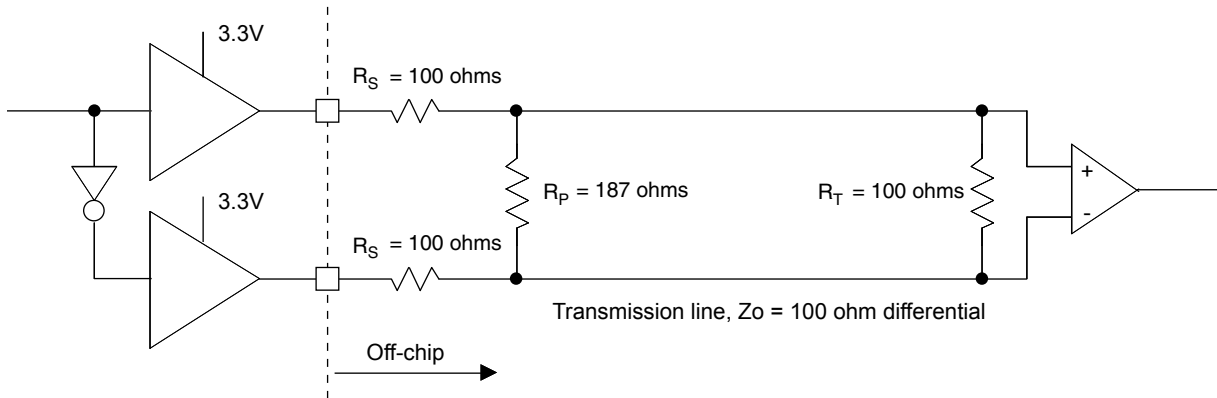 3.3V
R_S = 100 ohms
R_P = 187 ohms
R_T = 100 ohms
+
-
3.3V
R_S = 100 ohms
Transmission line, Zo = 100 ohm differential
Off-chip